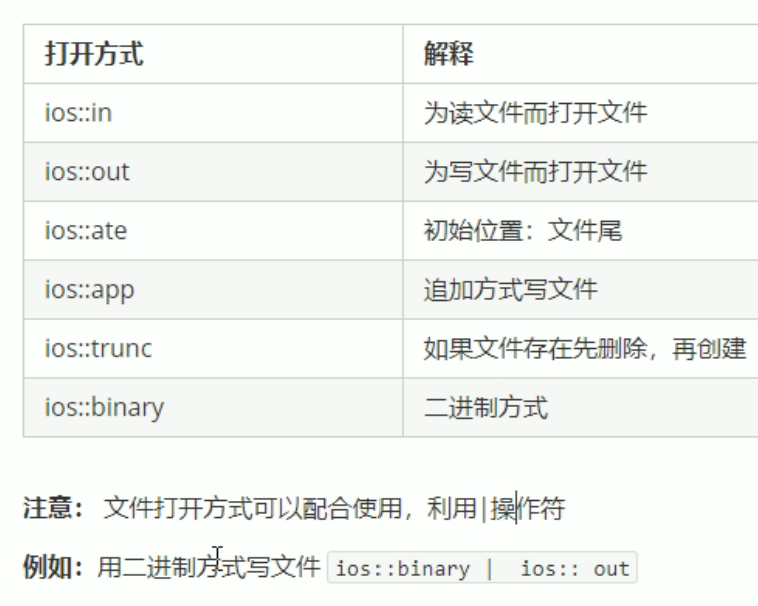 打开方式 解释
ios::in 为读文件而打开文件
ios::out 为写文件而打开文件
ios::ate 初始位置：文件尾
ios::app 追加方式写文件
ios::trunc 如果文件存在先删除，再创建
ios::binary 二进制方式
注意： 文件打开方式可以配合使用，利用|操作符
例如：用二进制方式写文件 ios::binary |  ios:: out